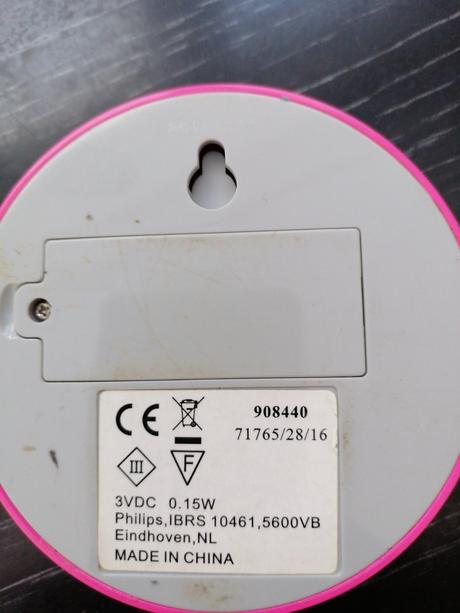 CE
908440
71765/28/16
III
F
3VDC 0.15W
Philips,IBRS 10461,5600VB
Eindhoven,NL
MADE IN CHINA